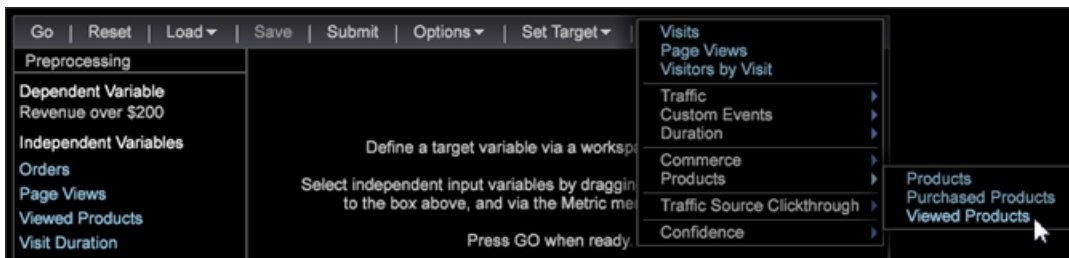 Go | Reset | Load | Save | Submit | Options | Set Target |
Preprocessing
Dependent Variable
Revenue over $200
Independent Variables
Orders
Page Views
Viewed Products
Visit Duration
Define a target variable via a
Select independent input variables by
to the box above, and via the Metric
Press GO when ready.
Visits
Page Views
Visitors by Visit
Traffic
Custom Events
Duration
Commerce
Products
Traffic Source Clickthrough
Confidence
Products
Purchased Products
Viewed Products